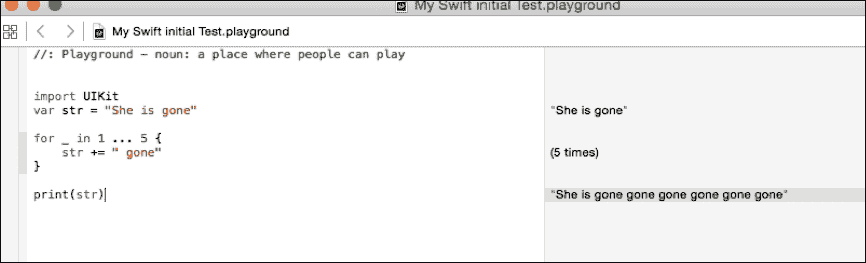 My Swift initial Test.playground
My Swift initial Test.playground
//: Playground - noun: a place where people can play
import UIKit
var str = "She is gone"
"She is gone"
for _ in 1 ... 5 {
str += " gone"
(5 times)
}
print(str)
"She is gone gone gone gone gone gone"